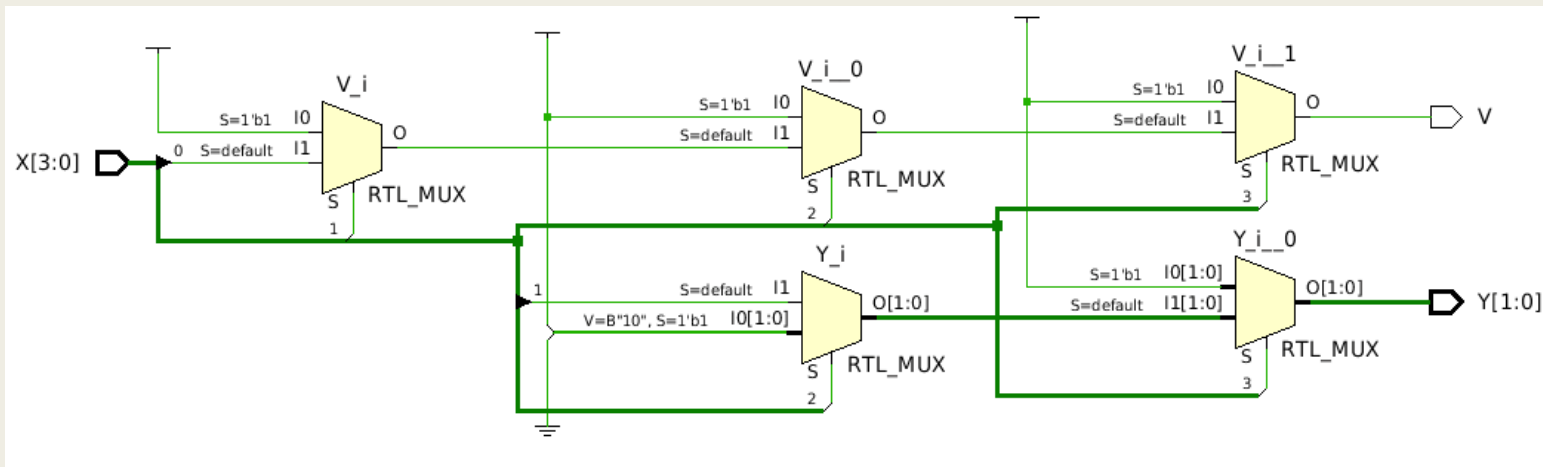 X[3:0]
0
S=1'b1
I0
S=default
I1
V_i
O
S
RTL_MUX
1
S=1'b1
I0
S=default
I1
V_i__0
O
S
RTL_MUX
2
S=1'b1
I0
S=default
I1
V_i__1
O
S
RTL_MUX
3
V
1
S=default
I1
V=B"10", S=1'b1
I0[1:0]
Y_i
O[1:0]
S
RTL_MUX
2
S=1'b1
I0[1:0]
S=default
I1[1:0]
Y_i__0
O[1:0]
S
RTL_MUX
3
Y[1:0]